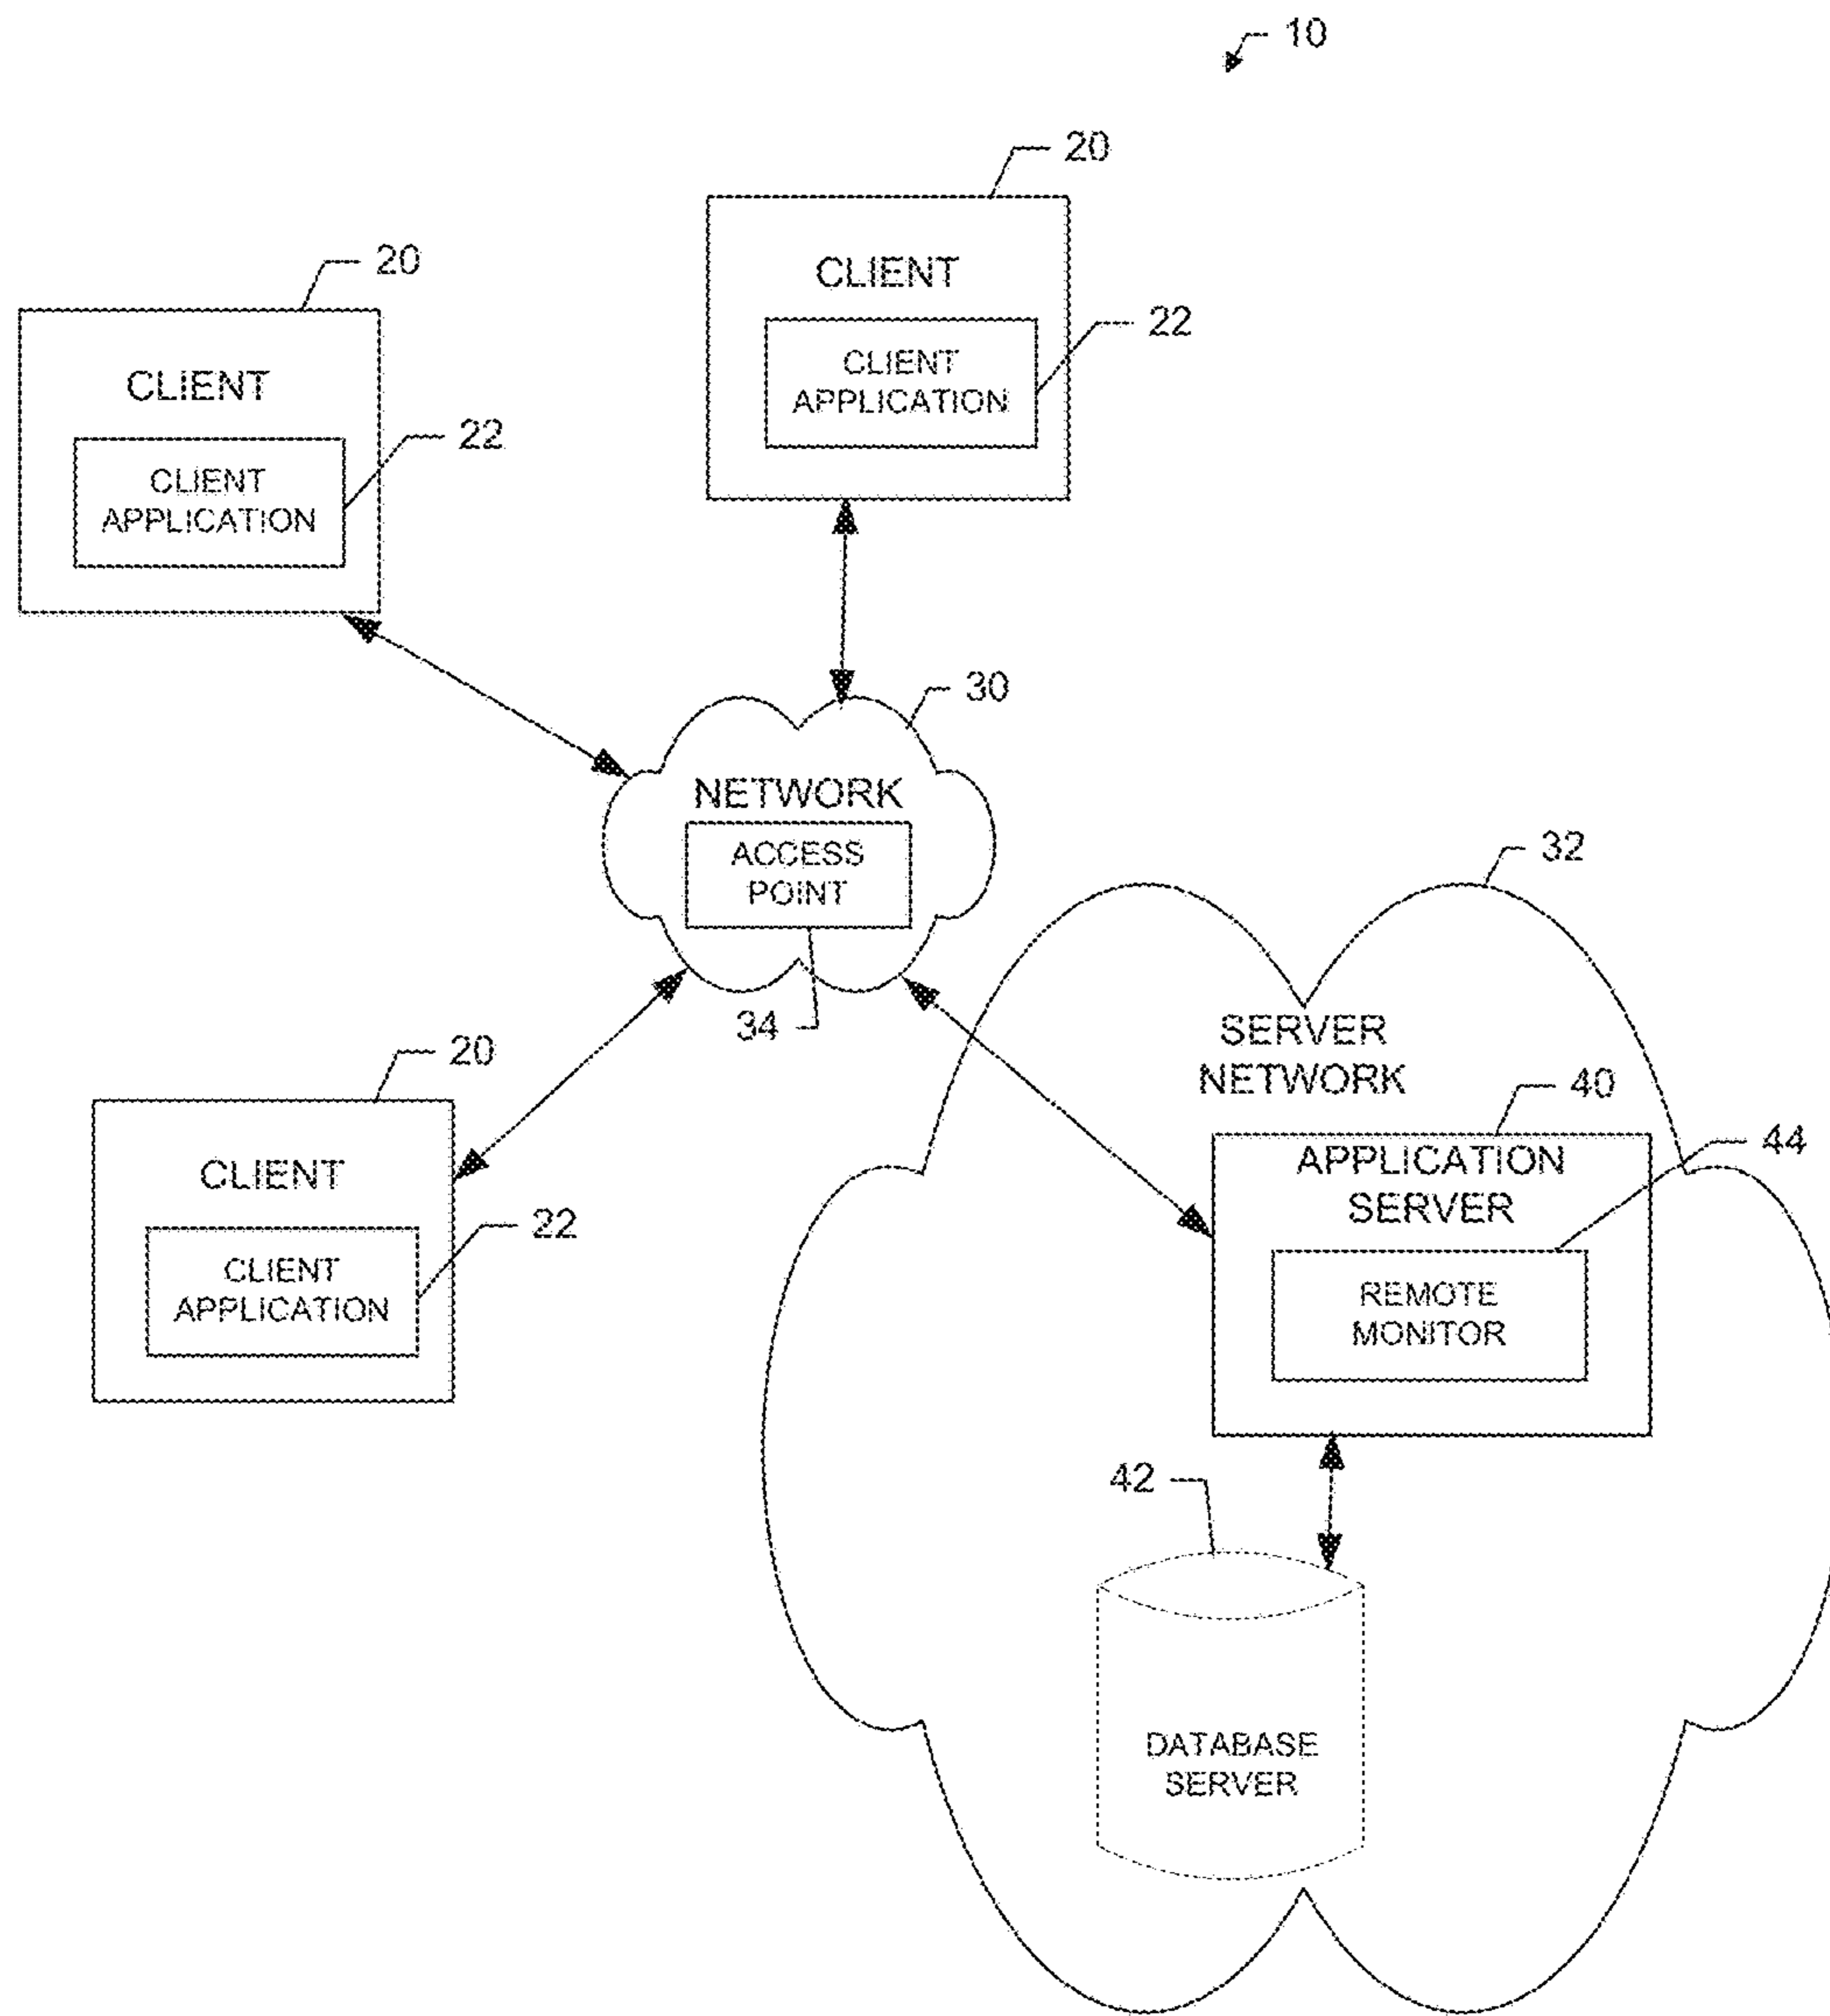 10
20
CLIENT
22
CLIENT
APPLICATION
20
CLIENT
22
CLIENT
APPLICATION
30
NETWORK
ACCESS
POINT
34
20
CLIENT
22
CLIENT
APPLICATION
32
SERVER
NETWORK
40
44
APPLICATION
SERVER
REMOTE
MONITOR
42
DATABASE
SERVER